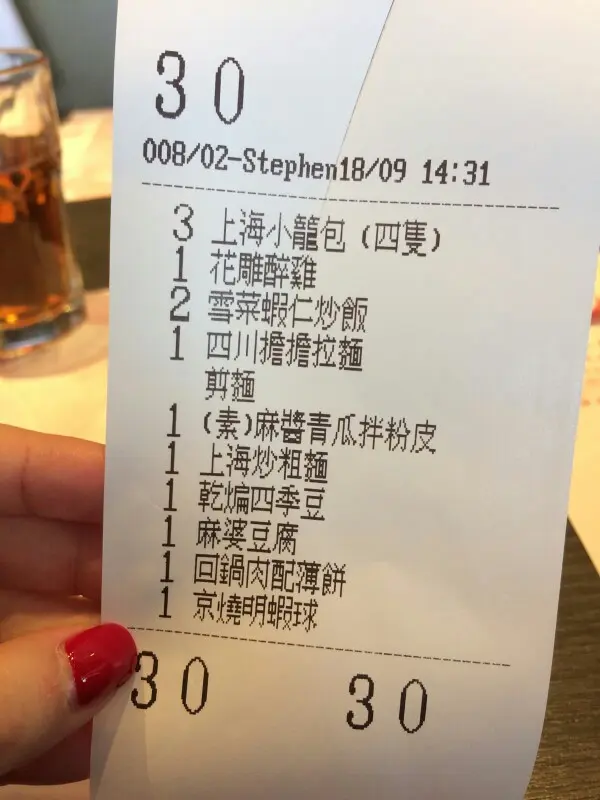 30
008/02-Stephen18/09 14:31
3 上海小籠包 (四隻)
1 花雕醉雞
2 雪菜蝦仁炒飯
1 四川擔擔拉麵
剪麵
1 (素)麻醬青瓜拌粉皮
1 上海炒粗麵
1 乾煸四季豆
1 麻婆豆腐
1 回鍋肉配薄餅
1 京燒明蝦球
30 30